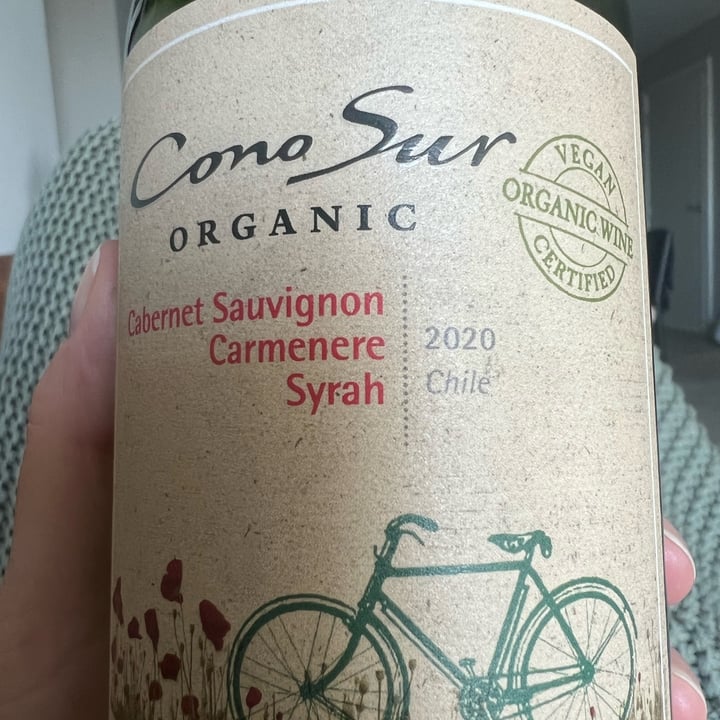 Cono Sur
ORGANIC
VEGAN
ORGANIC WINE
CERTIFIED
Cabernet Sauvignon
Carmenere
Syrah
2020
Chile